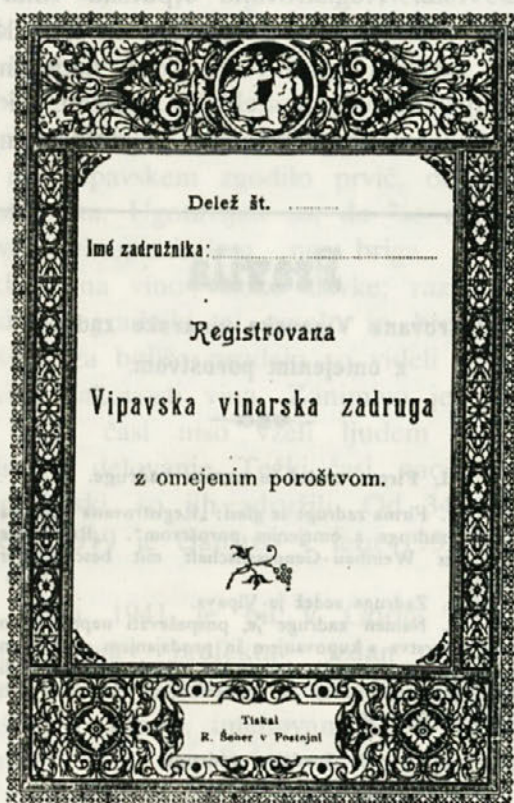 Delež št. ............
Imé zadružnika: ............................................
Registrovana
Vipavska vinarska zadruga
z omejenim poroštvom.
Tiskal
R. Šeber v Postojni